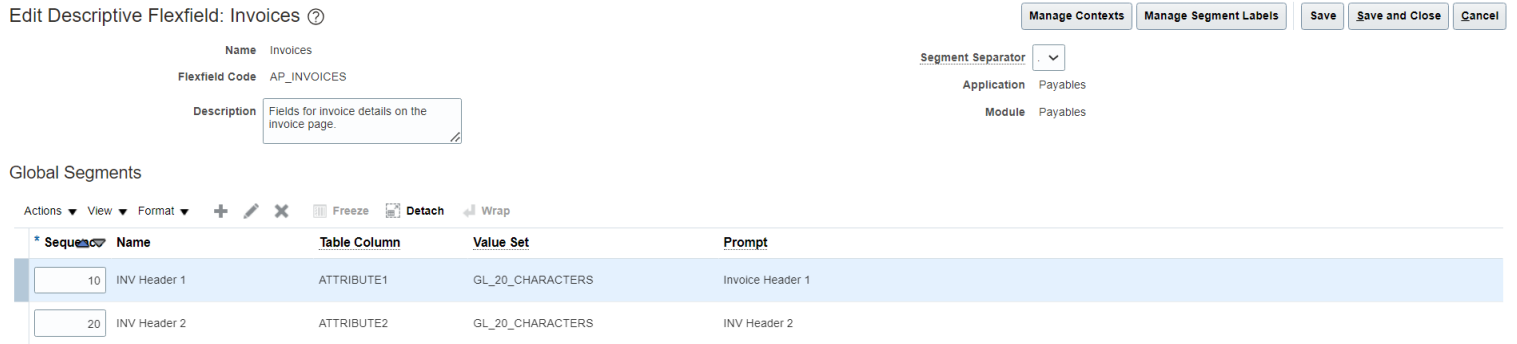 Edit Descriptive Flexfield: Invoices ?
Manage Contexts Manage Segment Labels Save Save and Close Cancel
Name Invoices
Segment Separator .
Flexfield Code AP_INVOICES
Application Payables
Description Fields for invoice details on the
invoice page.
Module Payables
Global Segments
Actions View Format Freeze Detach Wrap
* Sequence Name Table Column Value Set Prompt
10 INV Header 1 ATTRIBUTE1 GL_20_CHARACTERS Invoice Header 1
20 INV Header 2 ATTRIBUTE2 GL_20_CHARACTERS INV Header 2